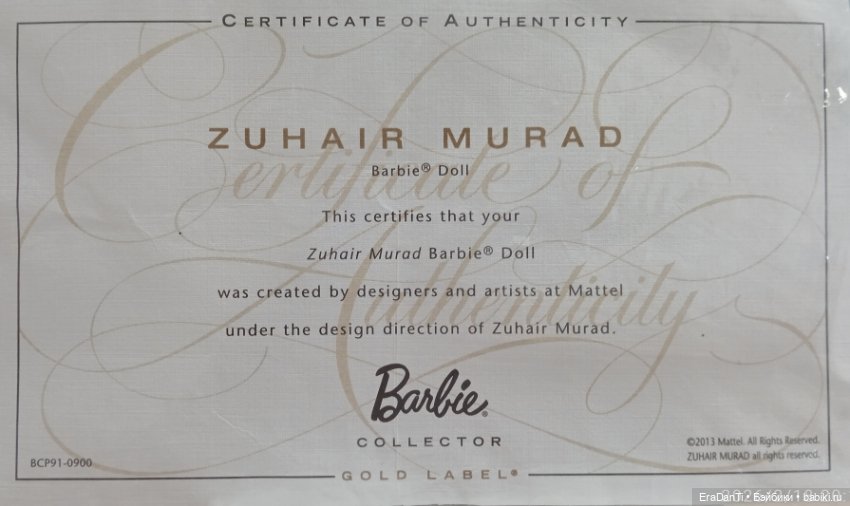 CERTIFICATE OF AUTHENTICITY
ZUHAIR MURAD
Barbie® Doll
Certificate of
Authenticity
This certifies that your
Zuhair Murad Barbie® Doll
was created by designers and artists at Mattel
under the design direction of Zuhair Murad.
Barbie®
COLLECTOR
GOLD LABEL®
BCP91-0900
©2013 Mattel. All Rights Reserved.
ZUHAIR MURAD all rights reserved.
EraDanT • Бэйбики • babiki.ru